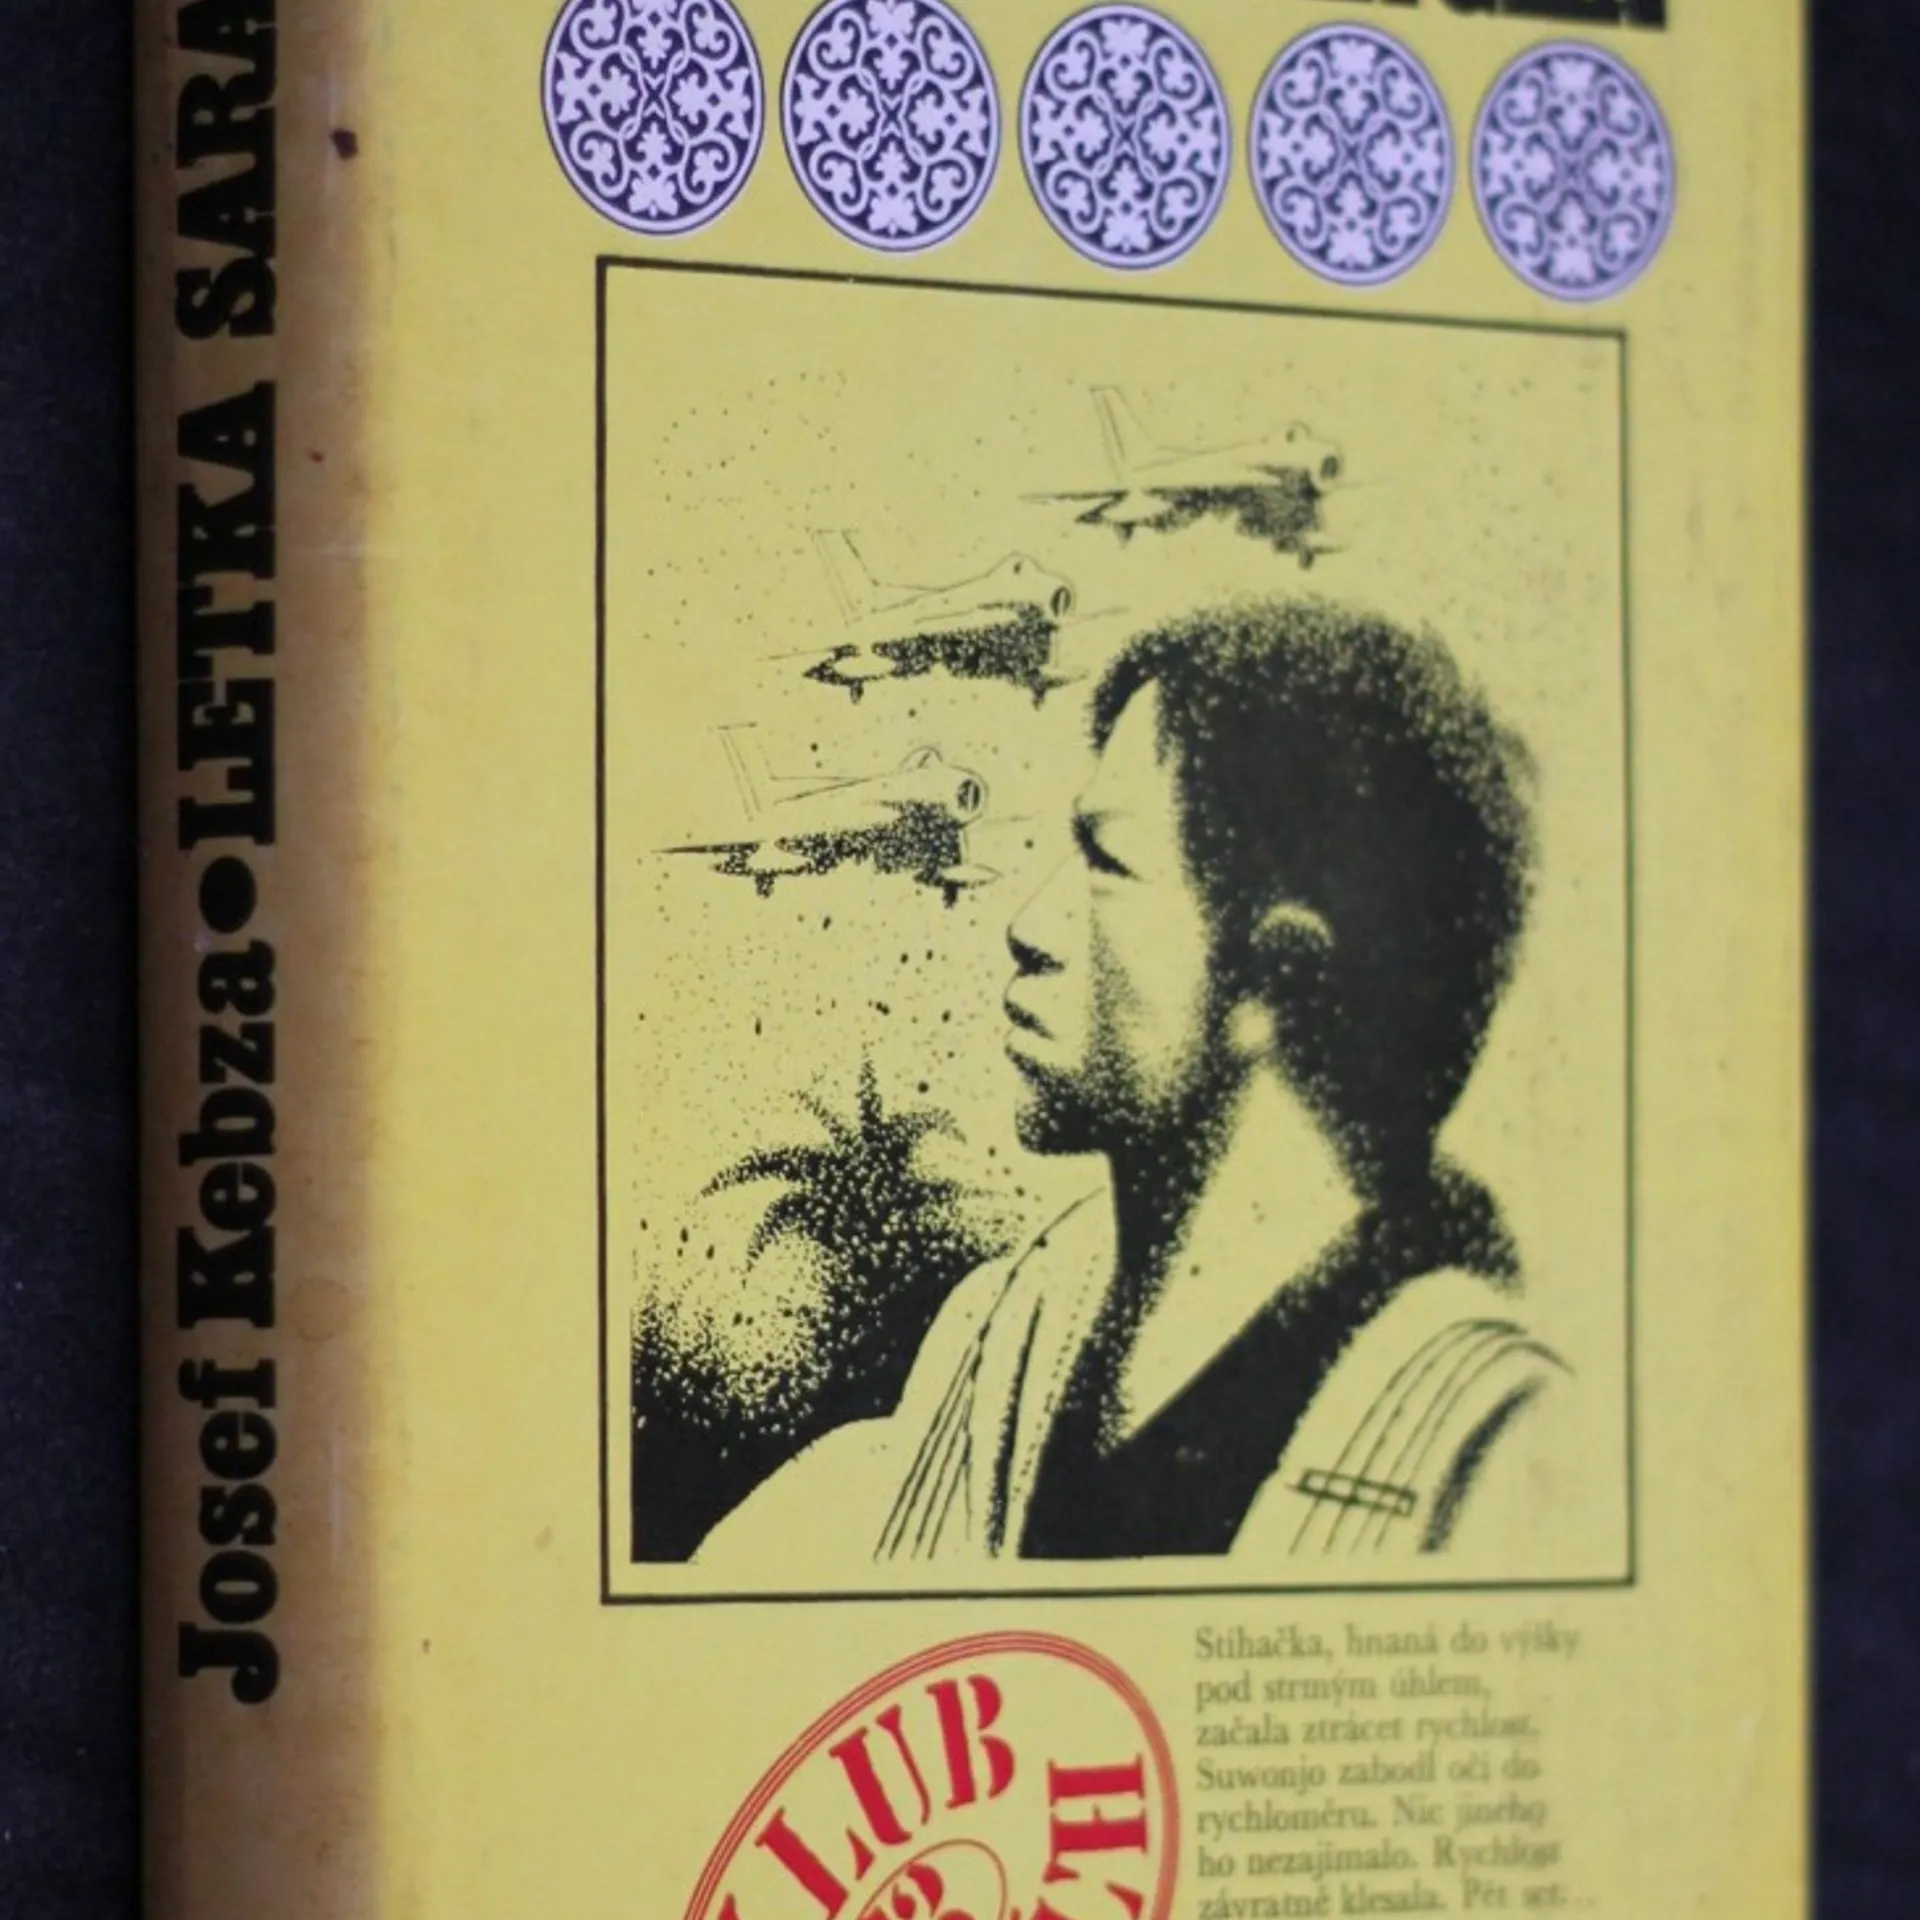 Josef Kebza • LETKA SARA
KLUB
Stíhačka, hnaná do výšky
pod strmým úhlem,
začala ztrácet rychlost.
Suwonjo zabodl oči do
rychloměru. Nic jiného
ho nezajímalo. Rychlost
závratně klesala. Pět set...